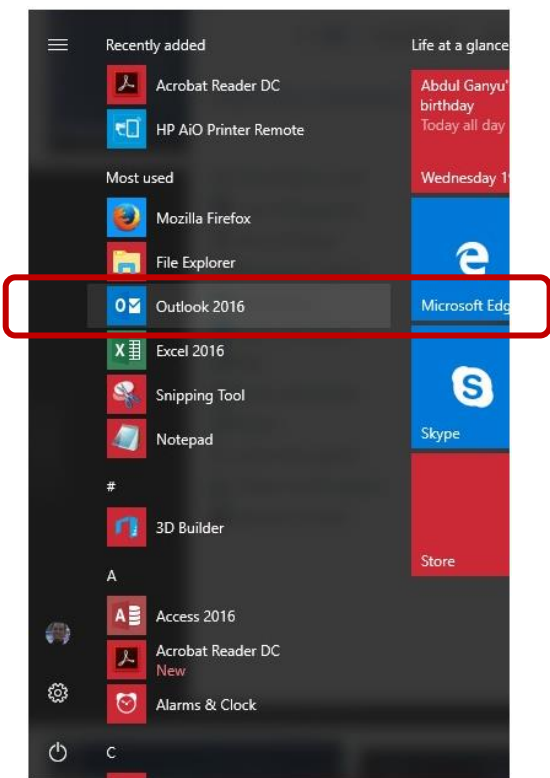 Recently added
Acrobat Reader DC
HP AiO Printer Remote
Most used
Mozilla Firefox
File Explorer
Outlook 2016
Excel 2016
Snipping Tool
Notepad
#
3D Builder
A
Access 2016
Acrobat Reader DC
New
Alarms & Clock
C
Life at a glance
Abdul Ganyu'
birthday
Today all day
Wednesday 1
Microsoft Edg
Skype
Store